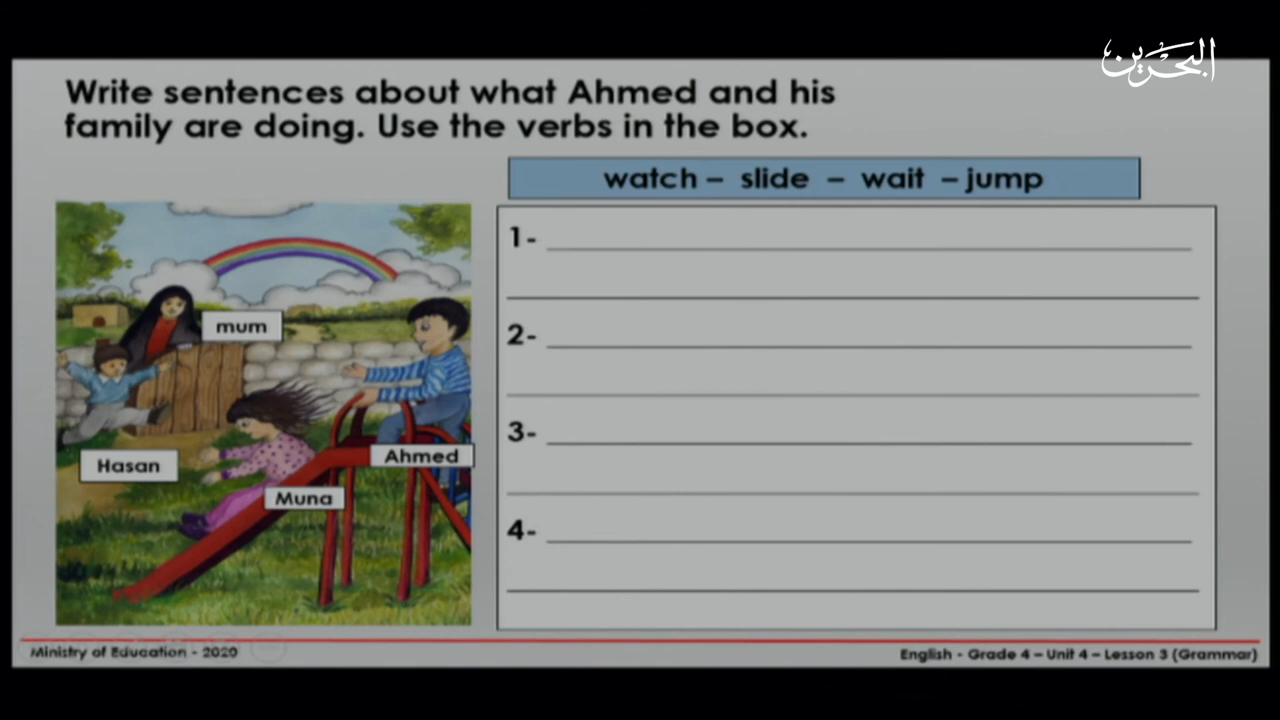 البحرين
Write sentences about what Ahmed and his
family are doing. Use the verbs in the box.
watch – slide – wait – jump
1-
mum
2-
3-
Ahmed
Hasan
Muna
4-
Ministry of Education - 2020
English - Grade 4 – Unit 4 – Lesson 3 (Grammar)